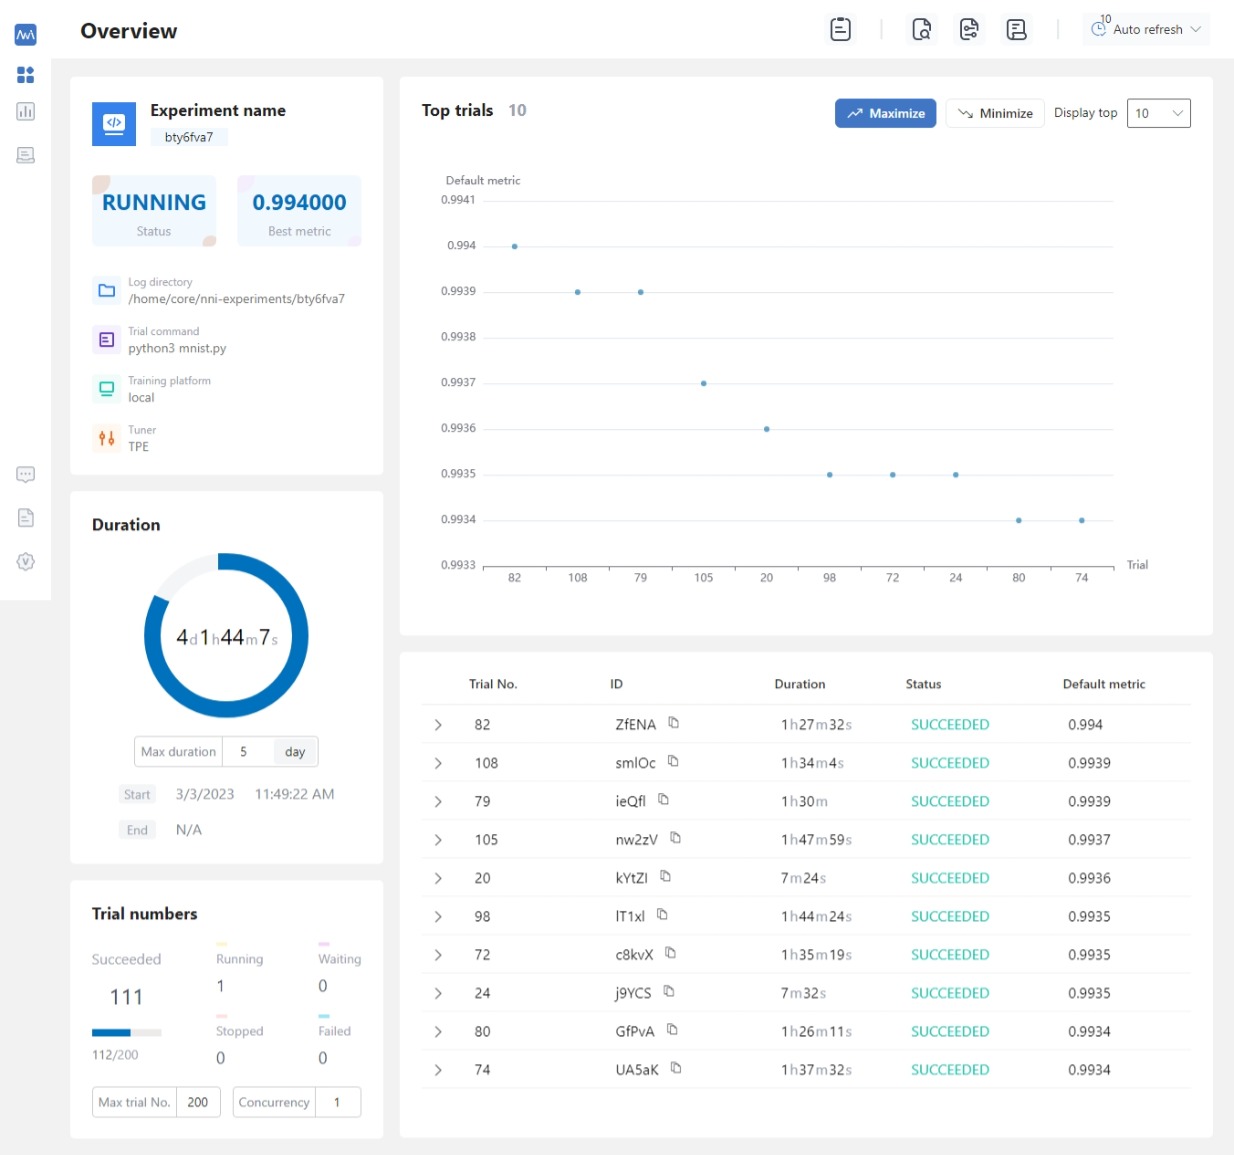 Overview
10
Auto refresh
Experiment name
bty6fva7
RUNNING
Status
0.994000
Best metric
Log directory
/home/core/nni-experiments/bty6fva7
Trial command
python3 mnist.py
Training platform
local
Tuner
TPE
Duration
4d1h44m7s
Max duration 5 day
Start 3/3/2023 11:49:22 AM
End N/A
Trial numbers
Succeeded
111
112/200
Running
1
Waiting
0
Stopped
0
Failed
0
Max trial No. 200
Concurrency 1
Top trials 10
Maximize
Minimize
Display top 10
Default metric
0.9941
0.994
0.9939
0.9938
0.9937
0.9936
0.9935
0.9934
0.9933
Trial
82 108 79 105 20 98 72 24 80 74
Trial No. ID Duration Status Default metric
82 ZfENA 1h27m32s SUCCEEDED 0.994
108 smlOc 1h34m4s SUCCEEDED 0.9939
79 ieQfl 1h30m SUCCEEDED 0.9939
105 nw2zV 1h47m59s SUCCEEDED 0.9937
20 kYtZl 7m24s SUCCEEDED 0.9936
98 lT1xl 1h44m24s SUCCEEDED 0.9935
72 c8kvX 1h35m19s SUCCEEDED 0.9935
24 j9YCS 7m32s SUCCEEDED 0.9935
80 GfPvA 1h26m11s SUCCEEDED 0.9934
74 UA5aK 1h37m32s SUCCEEDED 0.9934